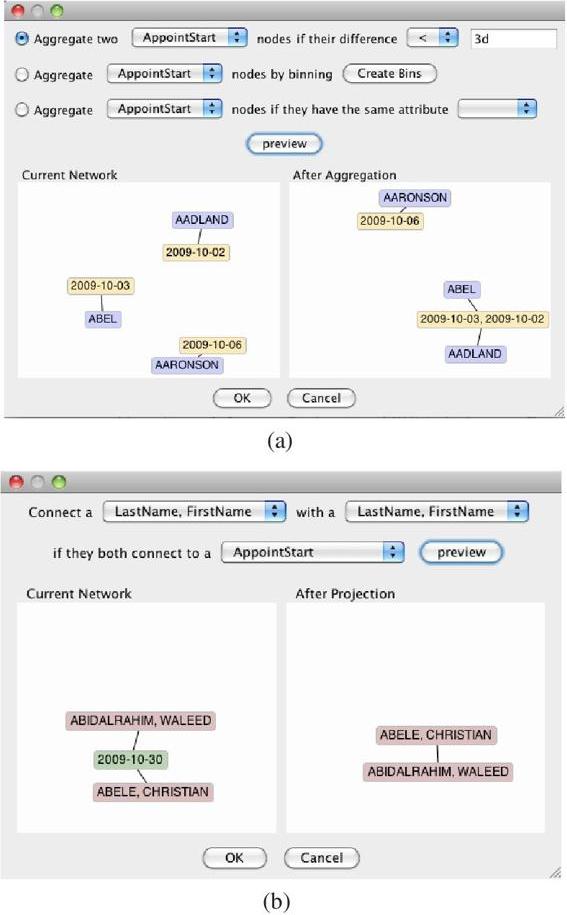 Aggregate two AppointStart nodes if their difference < 3d
Aggregate AppointStart nodes by binning Create Bins
Aggregate AppointStart nodes if they have the same attribute
preview
Current Network After Aggregation
AARONSON
AADLAND 2009-10-06
2009-10-02
2009-10-03 ABEL
ABEL 2009-10-03, 2009-10-02
2009-10-06 AADLAND
AARONSON
OK Cancel
(a)
Connect a LastName, FirstName with a LastName, FirstName
if they both connect to a AppointStart preview
Current Network After Projection
ABIDALRAHIM, WALEED
ABELE, CHRISTIAN
2009-10-30
ABIDALRAHIM, WALEED
ABELE, CHRISTIAN
OK Cancel
(b)